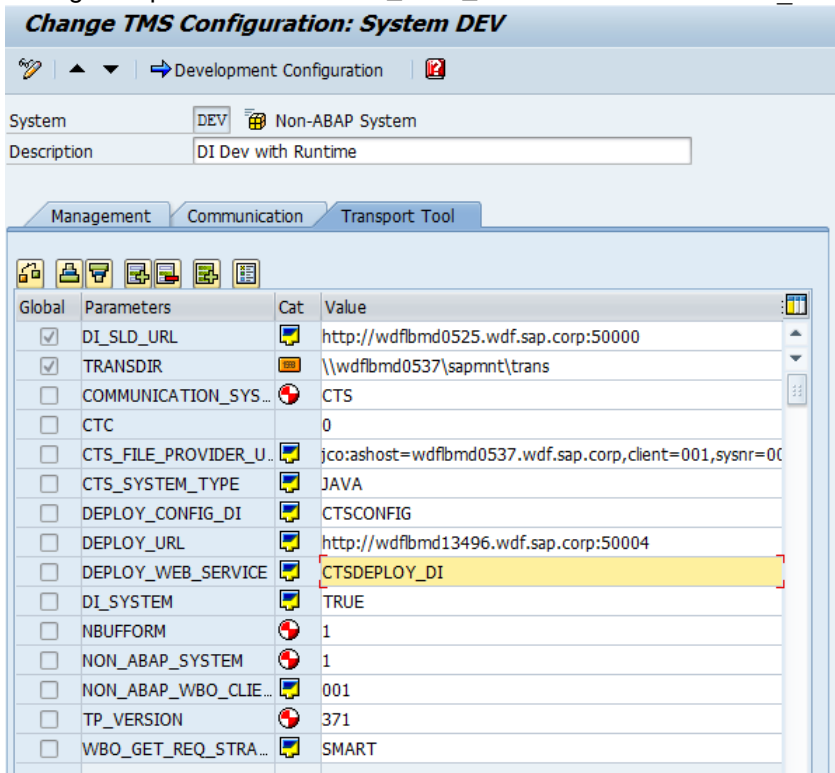 Change TMS Configuration: System DEV
Development Configuration
System DEV Non-ABAP System
Description DI Dev with Runtime
Management Communication Transport Tool
Global Parameters Cat Value
DI_SLD_URL http://wdflbmd0525.wdf.sap.corp:50000
TRANSDIR \\wdflbmd0537\sapmnt\trans
COMMUNICATION_SYS… CTS
CTC 0
CTS_FILE_PROVIDER_U… jco:ashost=wdflbmd0537.wdf.sap.corp,client=001,sysnr=00
CTS_SYSTEM_TYPE JAVA
DEPLOY_CONFIG_DI CTSCONFIG
DEPLOY_URL http://wdflbmd13496.wdf.sap.corp:50004
DEPLOY_WEB_SERVICE CTSDEPLOY_DI
DI_SYSTEM TRUE
NBUFFORM 1
NON_ABAP_SYSTEM 1
NON_ABAP_WBO_CLIE… 001
TP_VERSION 371
WBO_GET_REQ_STRA… SMART